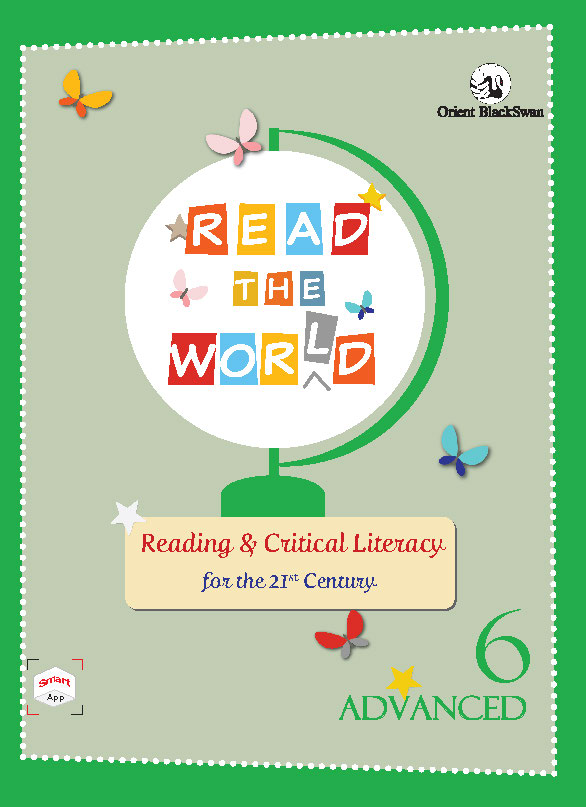 Orient BlackSwan
READ
THE
WORLD
Reading & Critical Literacy
for the 21st Century
6
ADVANCED
smart
App